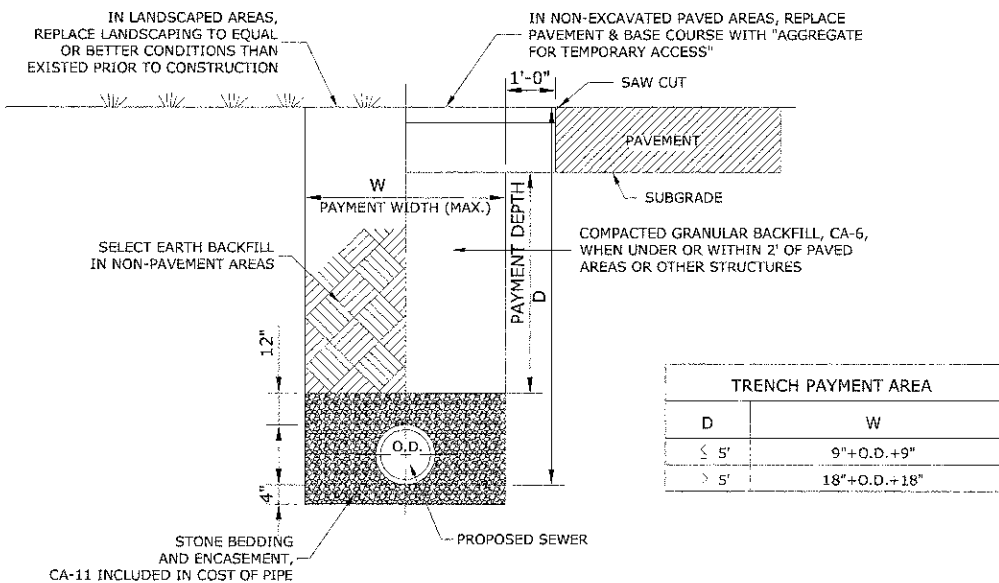 IN LANDSCAPED AREAS,
REPLACE LANDSCAPING TO EQUAL
OR BETTER CONDITIONS THAN
EXISTED PRIOR TO CONSTRUCTION
IN NON-EXCAVATED PAVED AREAS, REPLACE
PAVEMENT & BASE COURSE WITH "AGGREGATE
FOR TEMPORARY ACCESS"
1'-0"
SAW CUT
PAVEMENT
SUBGRADE
W
PAYMENT WIDTH (MAX.)
PAYMENT DEPTH
D
SELECT EARTH BACKFILL
IN NON-PAVEMENT AREAS
COMPACTED GRANULAR BACKFILL, CA-6,
WHEN UNDER OR WITHIN 2' OF PAVED
AREAS OR OTHER STRUCTURES
12"
O.D.
4"
STONE BEDDING
AND ENCASEMENT,
CA-11 INCLUDED IN COST OF PIPE
PROPOSED SEWER
TRENCH PAYMENT AREA
D W
≤ 5' 9"+O.D.+9"
> 5' 18"+O.D.+18"